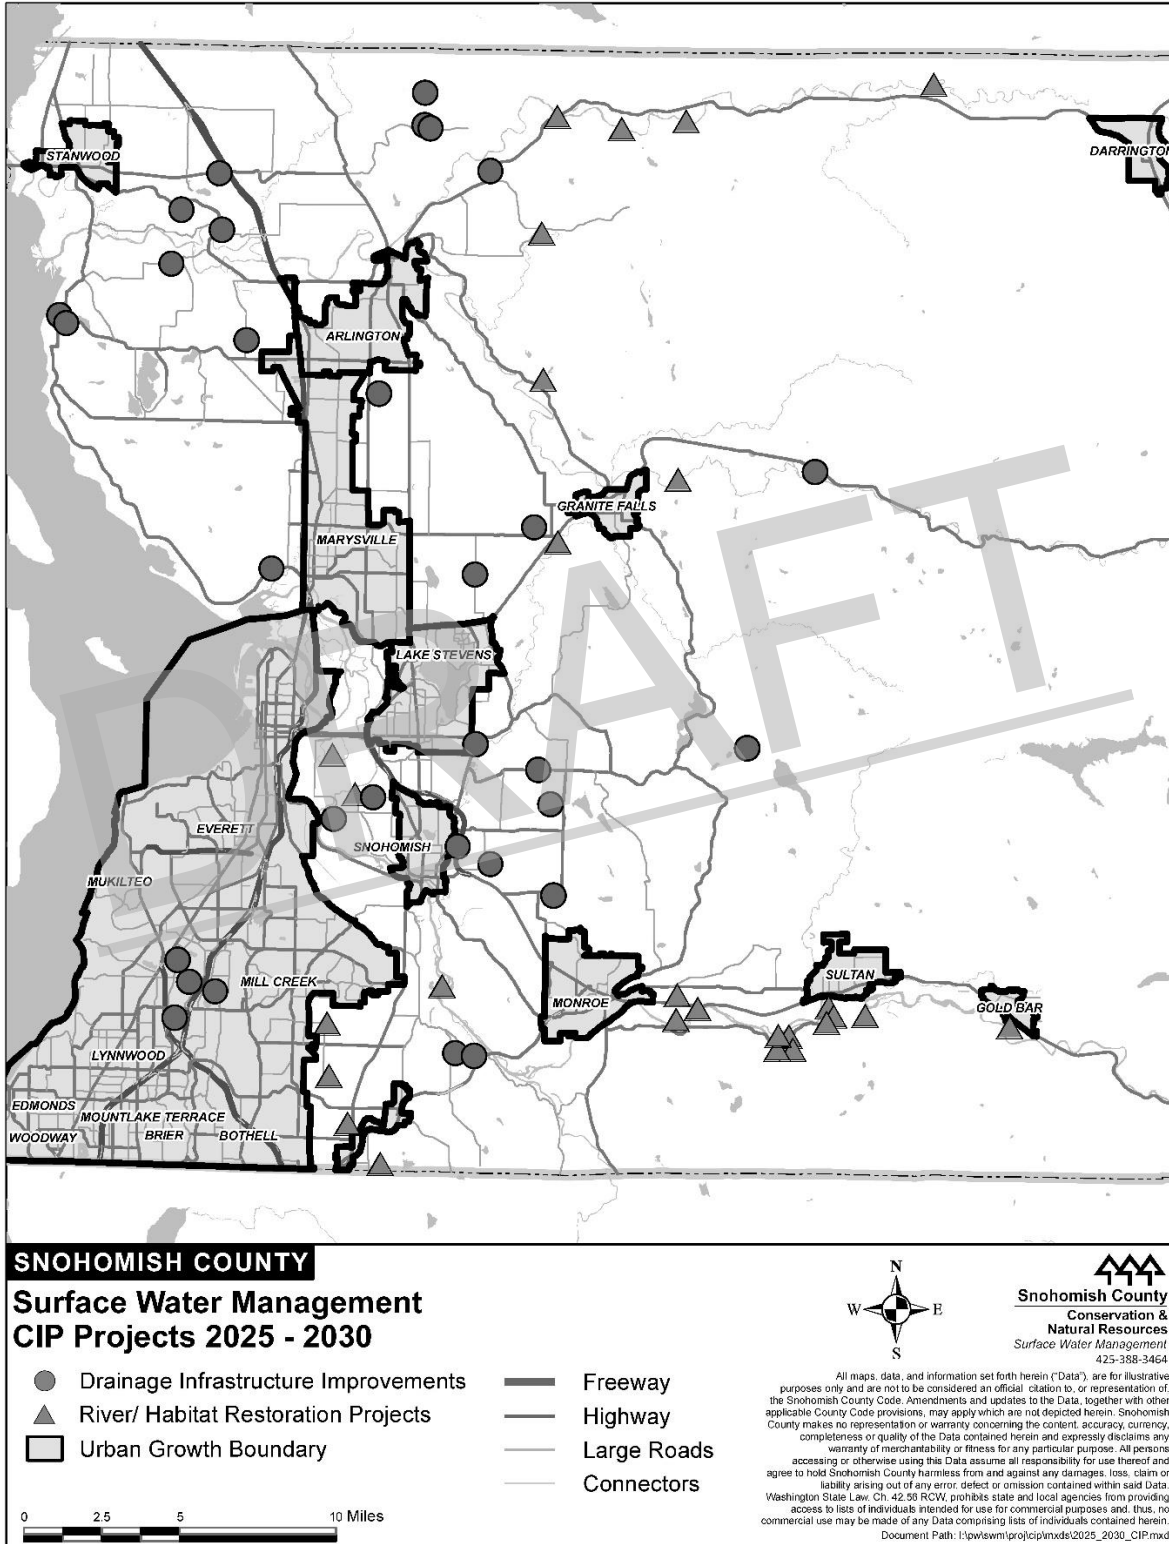 STANWOOD
DARRINGTON
ARLINGTON
GRANITE FALLS
MARYSVILLE
LAKE STEVENS
DRAFT
EVERETT
SNOHOMISH
MUKILTEO
MILL CREEK
SULTAN
MONROE
GOLD BAR
LYNNWOOD
EDMONDS
MOUNTLAKE TERRACE
WOODWAY
BRIER
BOTHELL
SNOHOMISH COUNTY
Surface Water Management
CIP Projects 2025 - 2030
Drainage Infrastructure Improvements
River/ Habitat Restoration Projects
Urban Growth Boundary
0 2.5 5 10 Miles
Freeway
Highway
Large Roads
Connectors
N
W E
S
Snohomish County
Conservation &
Natural Resources
Surface Water Management
425-388-3464
All maps, data, and information set forth herein ("Data"), are for illustrative
purposes only and are not to be considered an official citation to, or representation of,
the Snohomish County Code. Amendments and updates to the Data, together with other
applicable County Code provisions, may apply which are not depicted herein. Snohomish
County makes no representation or warranty concerning the content, accuracy, currency,
completeness or quality of the Data contained herein and expressly disclaims any
warranty of merchantability or fitness for any particular purpose. All persons
accessing or otherwise using this Data assume all responsibility for use thereof and
agree to hold Snohomish County harmless from and against any damages, loss, claim or
liability arising out of any error, defect or omission contained within said Data.
Washington State Law, Ch. 42.56 RCW, prohibits state and local agencies from providing
access to lists of individuals intended for use for commercial purposes and, thus, no
commercial use may be made of any Data comprising lists of individuals contained herein.
Document Path: I:\pw\swm\proj\cip\mxds\2025_2030_CIP.mxd